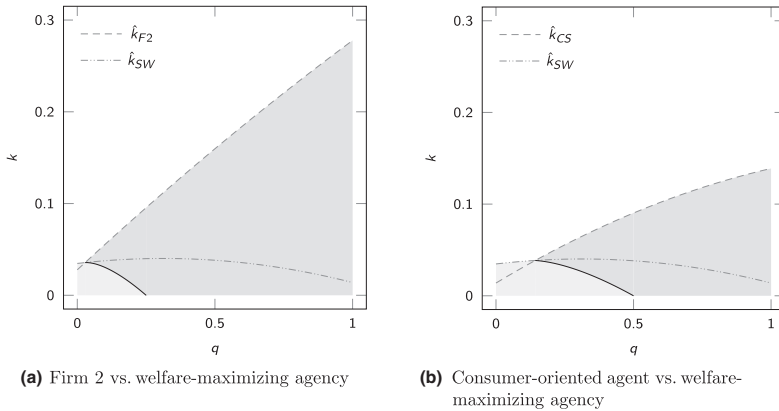 0.3
0.2
0.1
0
k
k̂F2
k̂SW
0
0.5
1
q
(a) Firm 2 vs. welfare-maximizing agency
0.3
0.2
0.1
0
k
k̂CS
k̂SW
0
0.5
1
q
(b) Consumer-oriented agent vs. welfare-
maximizing agency